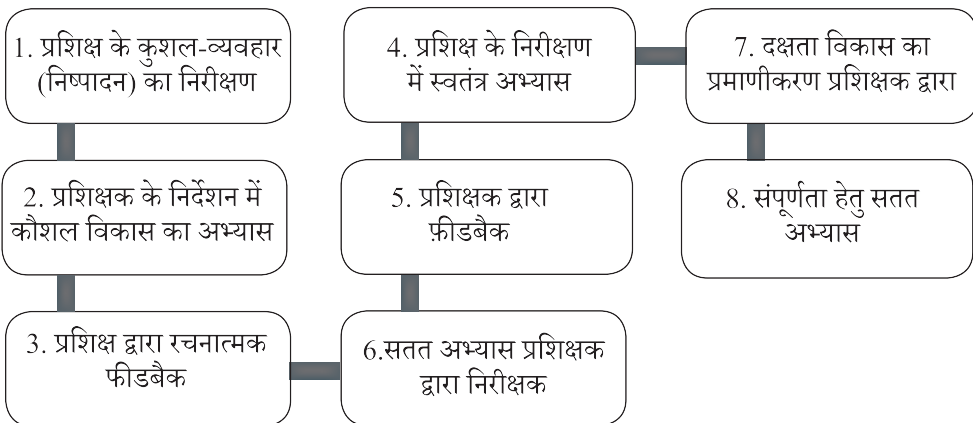 1. प्रशिक्ष के कुशल-व्यवहार
(निष्पादन) का निरीक्षण
2. प्रशिक्षक के निर्देशन में
कौशल विकास का अभ्यास
3. प्रशिक्ष द्वारा रचनात्मक
फीडबैक
4. प्रशिक्ष के निरीक्षण
में स्वतंत्र अभ्यास
5. प्रशिक्षक द्वारा
फ़ीडबैक
6.सतत अभ्यास प्रशिक्षक
द्वारा निरीक्षक
7. दक्षता विकास का
प्रमाणीकरण प्रशिक्षक द्वारा
8. संपूर्णता हेतु सतत
अभ्यास